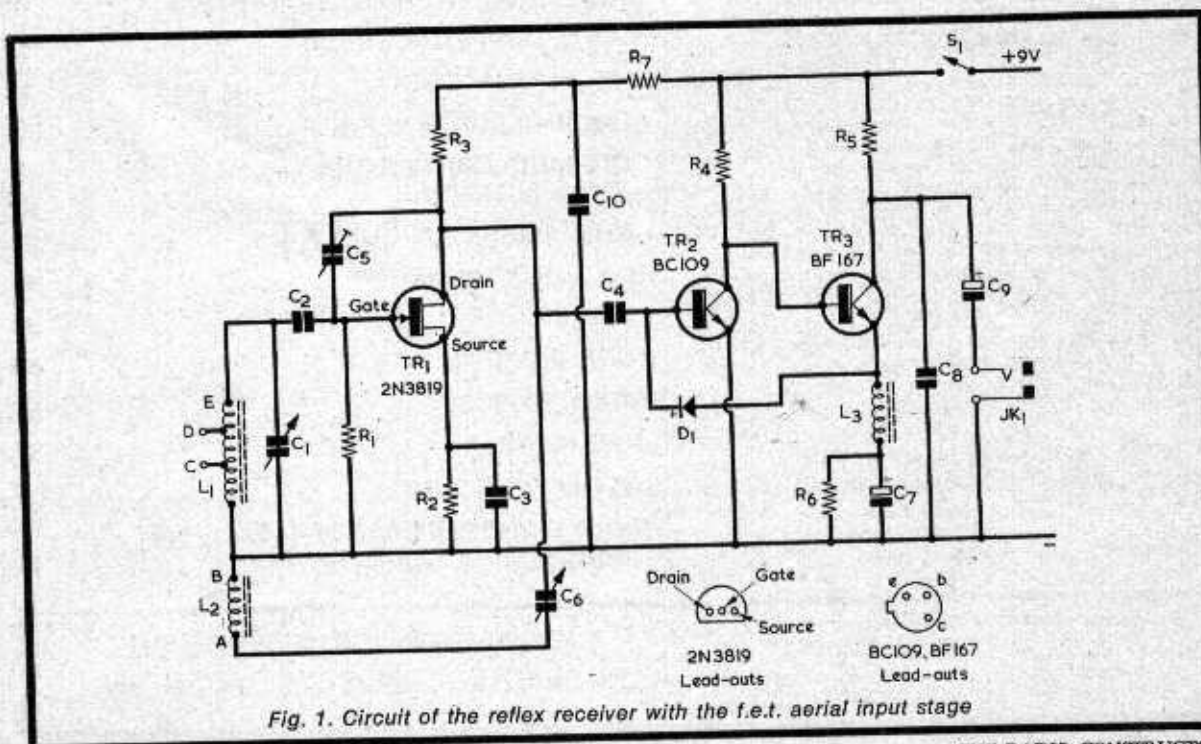 S1
+9V
R7
R3
R4
R5
C10
C5
TR2
BC109
TR3
BF167
C2
Gate
Drain
C4
C9
Source
TR1
2N3819
E
D
C
L1
C1
R1
R2
C3
D1
L3
C8
V
JK1
R6
C7
-
B
L2
A
C6
Drain
Gate
Source
2N3819
Lead-outs
e
b
c
BC109, BF167
Lead-outs
Fig. 1. Circuit of the reflex receiver with the f.e.t. aerial input stage